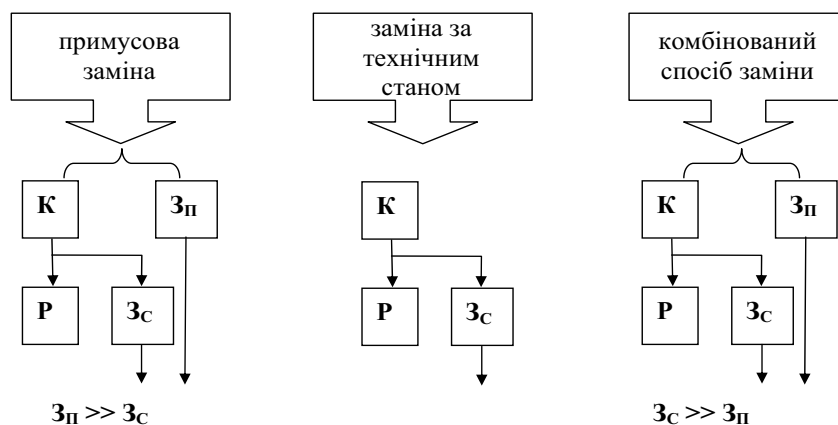 примусова
заміна
заміна за
технічним
станом
комбінований
спосіб заміни
К
ЗП
Р
ЗС
К
Р
ЗС
К
ЗП
Р
ЗС
ЗП >> ЗС
ЗС >> ЗП